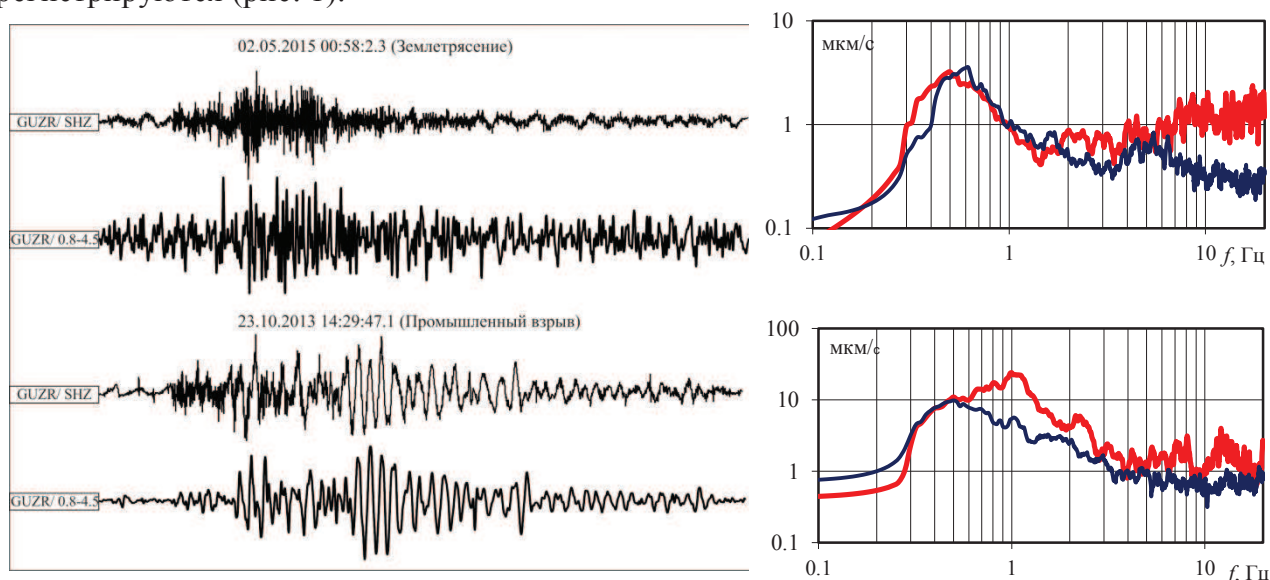 регистрируются (рис. 1).
02.05.2015 00:58:2.3 (Землетрясение)
GUZR/ SHZ
GUZR/ 0.8-4.5
23.10.2013 14:29:47.1 (Промышленный взрыв)
GUZR/ SHZ
GUZR/ 0.8-4.5
10
мкм/с
1
0.1
0.1
1
10
f, Гц
100
мкм/с
10
1
0.1
0.1
1
10
f, Гц